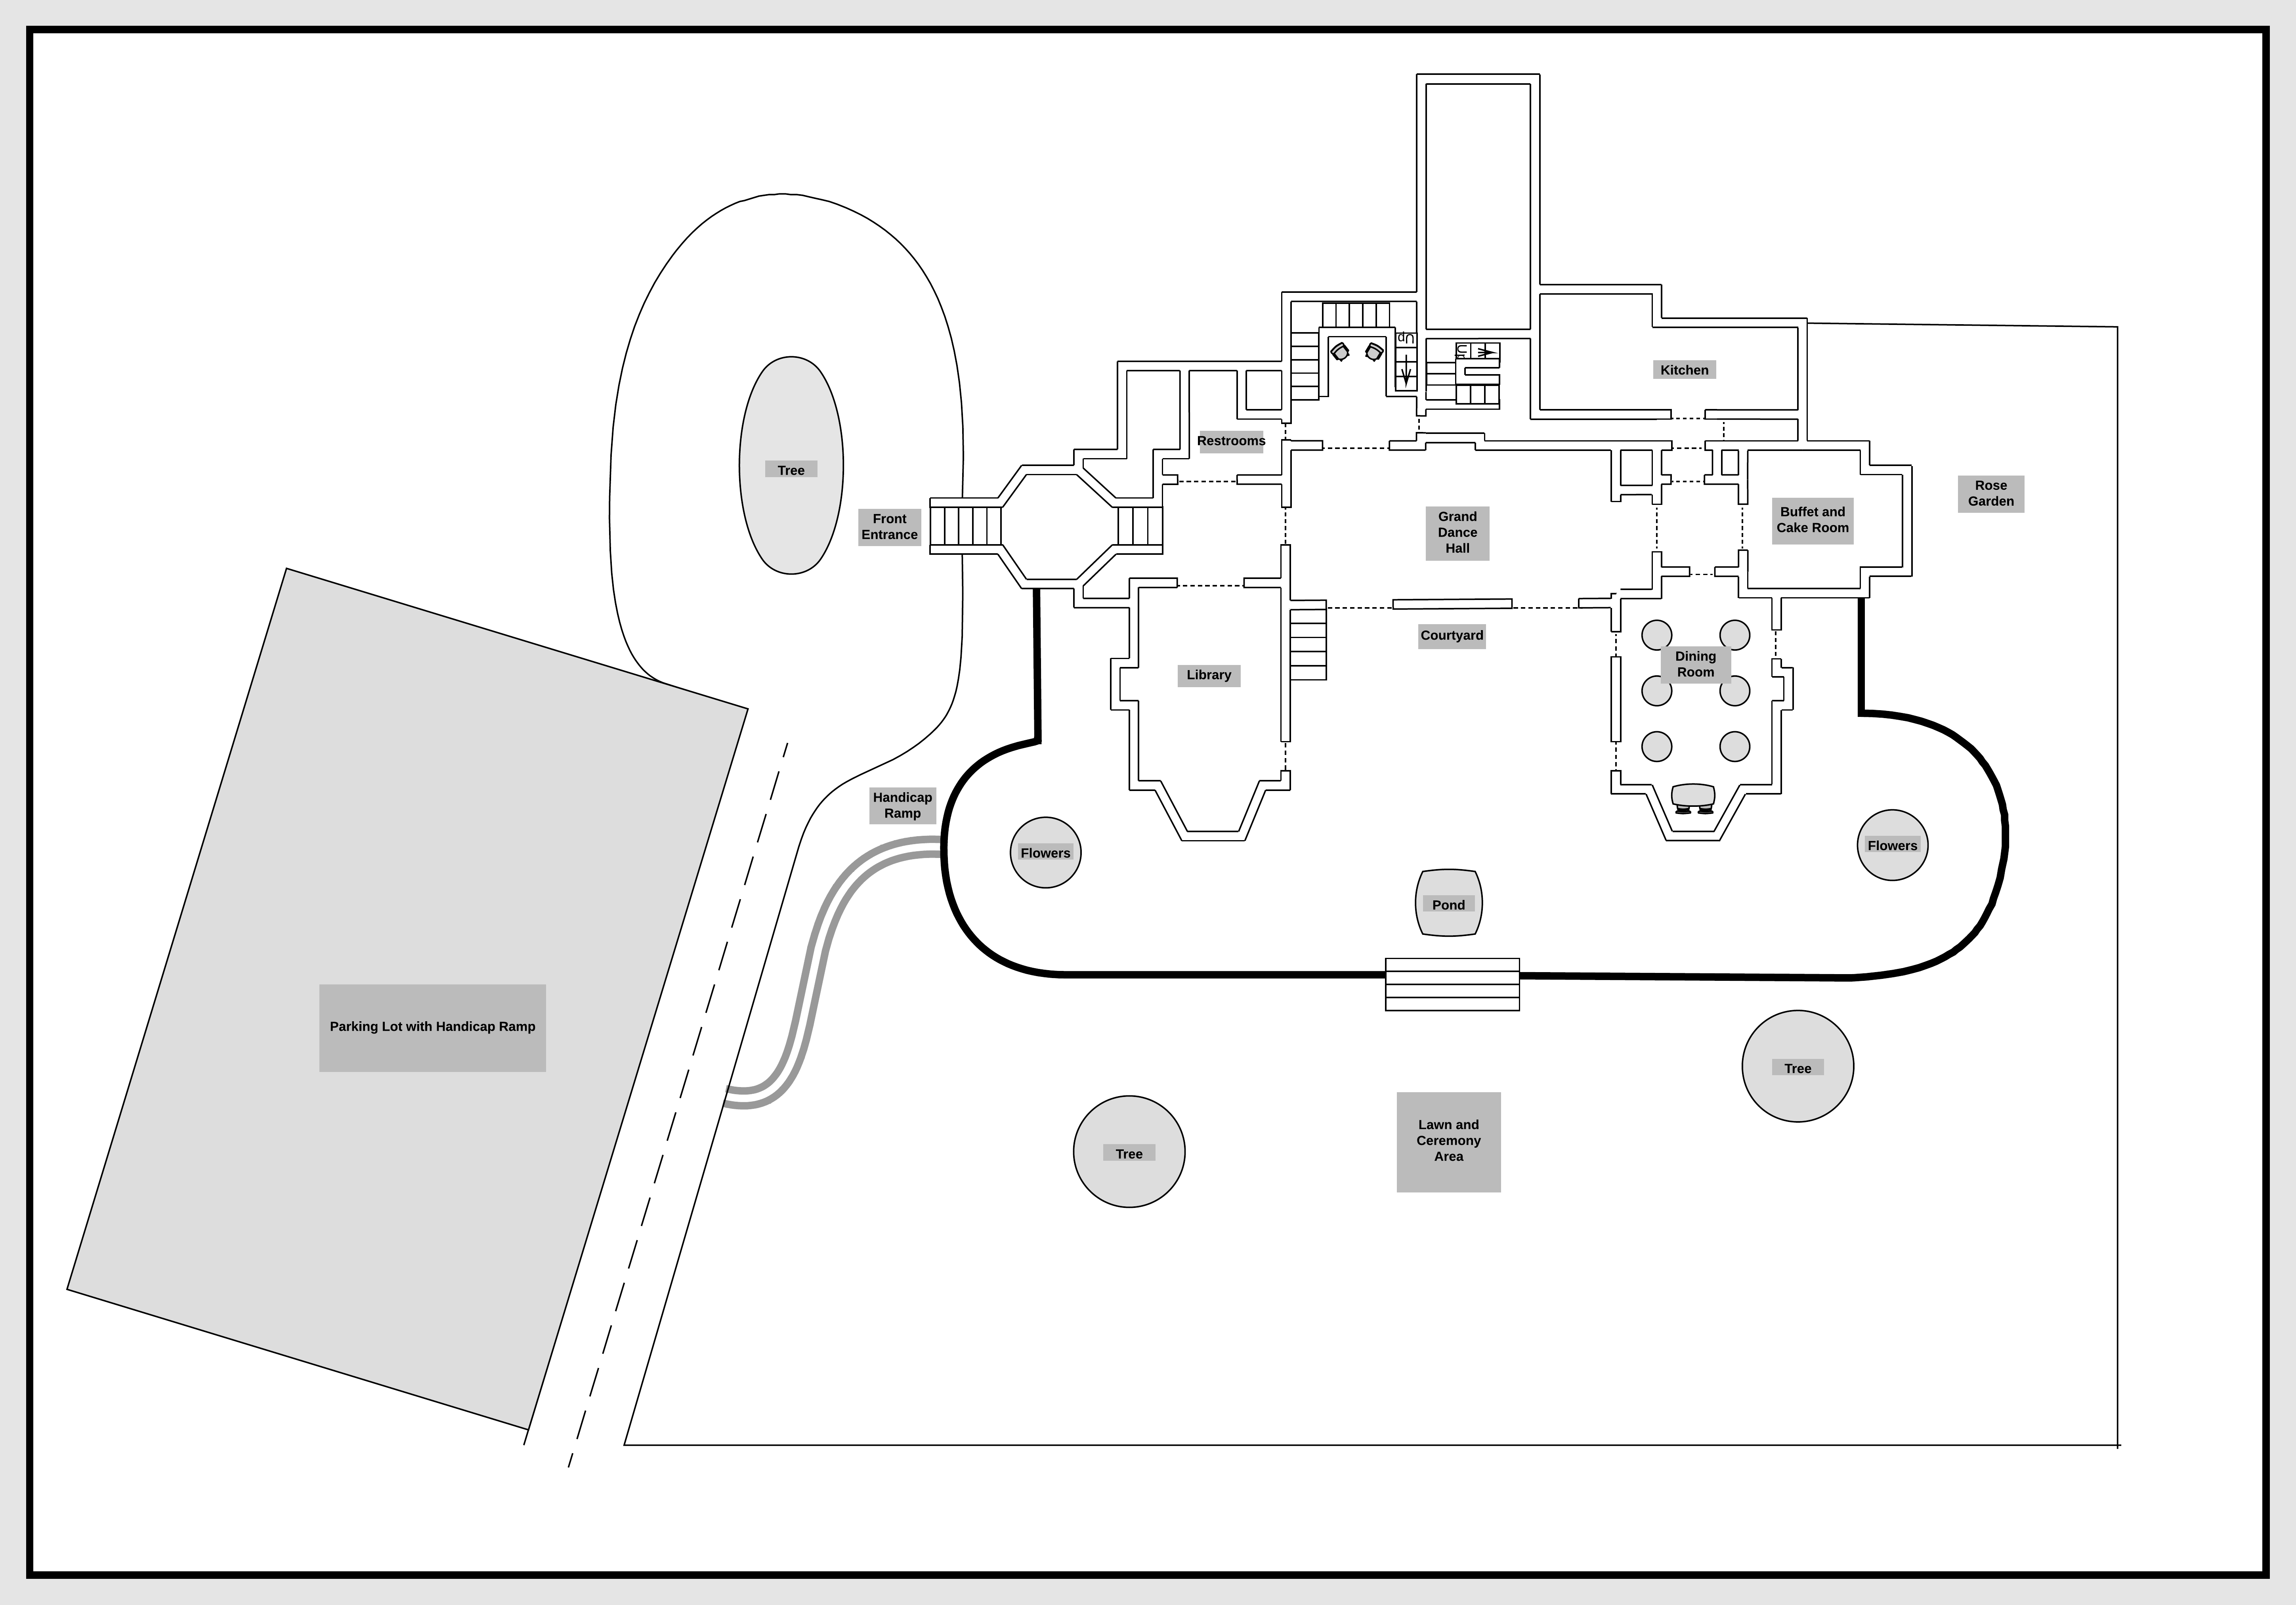 Up
U
Kitchen
Restrooms
Tree
Rose
Garden
Front
Entrance
Grand
Dance
Hall
Buffet and
Cake Room
Courtyard
Library
Dining
Room
Handicap
Ramp
Flowers
Flowers
Pond
Parking Lot with Handicap Ramp
Tree
Tree
Lawn and
Ceremony
Area